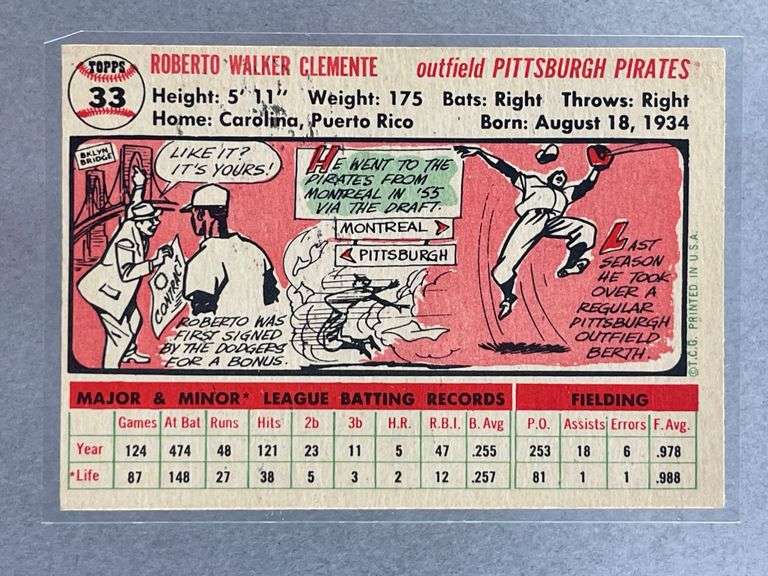 TOPPS
33
ROBERTO WALKER CLEMENTE outfield PITTSBURGH PIRATES
Height: 5' 11" Weight: 175 Bats: Right Throws: Right
Home: Carolina, Puerto Rico Born: August 18, 1934
BKLYN
BRIDGE
LIKE IT?
IT'S YOURS!
CONTRACT
ROBERTO WAS
FIRST SIGNED
BY THE DODGERS
FOR A BONUS.
HE WENT TO THE
PIRATES FROM
MONTREAL IN '55
VIA THE DRAFT.
MONTREAL
PITTSBURGH
LAST
SEASON
HE TOOK
OVER A
REGULAR
PITTSBURGH
OUTFIELD
BERTH.
©T.C.G. PRINTED IN U.S.A.
MAJOR & MINOR* LEAGUE BATTING RECORDS FIELDING
Games At Bat Runs Hits 2b 3b H.R. R.B.I. B. Avg. P.O. Assists Errors F. Avg.
Year 124 474 48 121 23 11 5 47 .255 253 18 6 .978
*Life 87 148 27 38 5 3 2 12 .257 81 1 1 .988